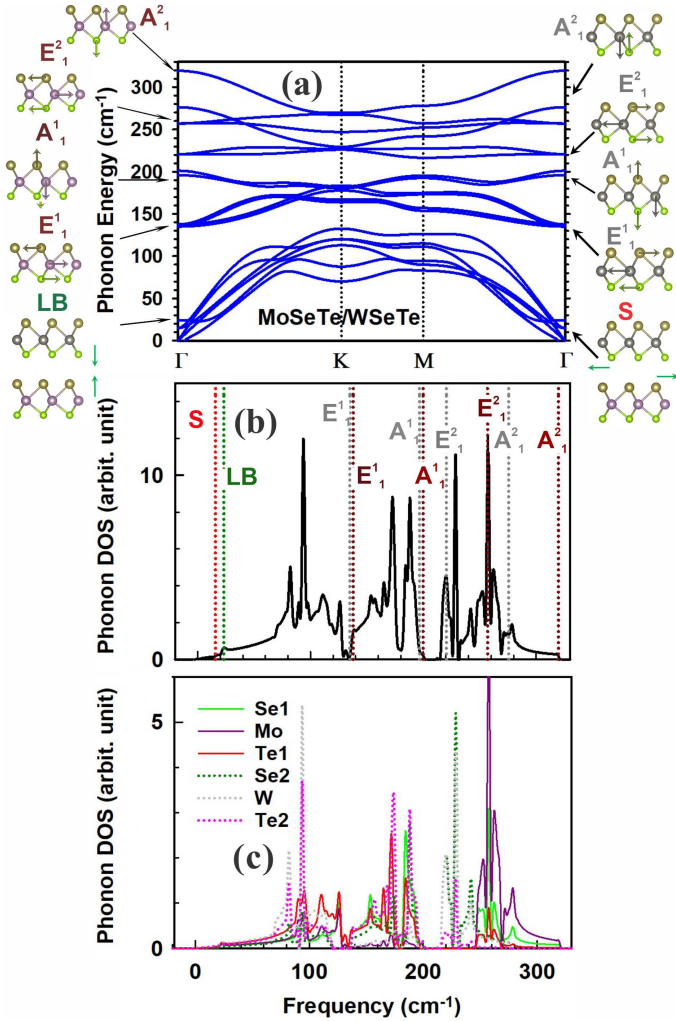 A²₁
E²₁
A¹₁
E¹₁
LB
A²₁
E²₁
A¹₁
E¹₁
S
(a)
Phonon Energy (cm⁻¹)
300
250
200
150
100
50
0
MoSeTe/WSeTe
Γ K M Γ
(b)
Phonon DOS (arbit. unit)
10
0
S
LB
E¹₁
E¹₁
A¹₁
A¹₁
E²₁
E²₁
A²₁
A²₁
(c)
Phonon DOS (arbit. unit)
5
0
Se1
Mo
Te1
Se2
W
Te2
0 100 200 300
Frequency (cm⁻¹)